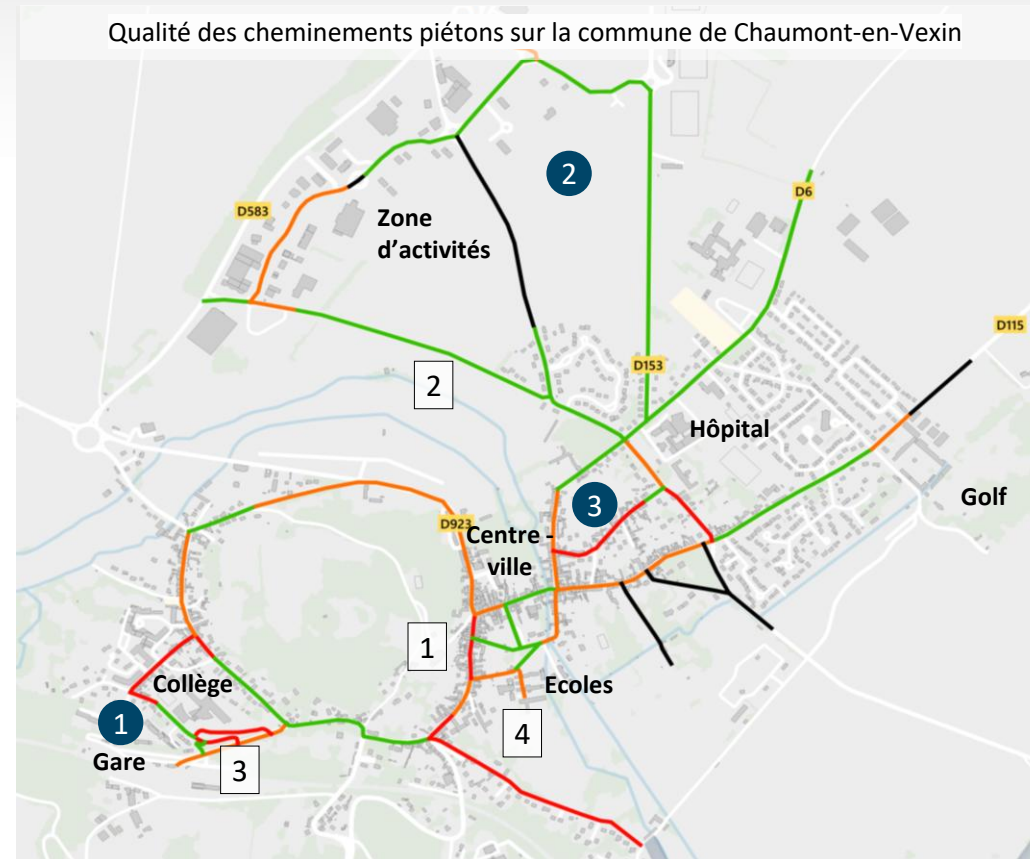 Qualité des cheminements piétons sur la commune de Chaumont-en-Vexin
2
D6
D583
Zone
d’activités
D115
D153
2
Hôpital
3
Golf
D923
Centre -
ville
1
Collège
Ecoles
1
4
Gare
3